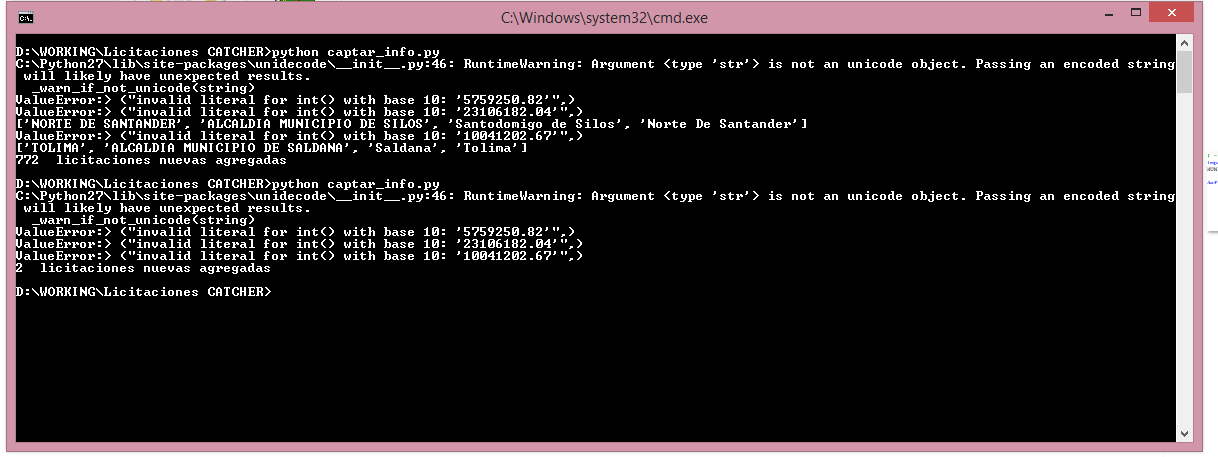 C:\Windows\system32\cmd.exe
D:\WORKING\Licitaciones CATCHER>python captar_info.py
C:\Python27\lib\site-packages\unidecode\__init__.py:46: RuntimeWarning: Argument <type 'str'> is not an unicode object. Passing an encoded string
will likely have unexpected results.
_warn_if_not_unicode(string)
ValueError:> ("invalid literal for int() with base 10: '5759250.82'",)
ValueError:> ("invalid literal for int() with base 10: '23106182.04'",)
['NORTE DE SANTANDER', 'ALCALDIA MUNICIPIO DE SILOS', 'Santodomigo de Silos', 'Norte De Santander']
ValueError:> ("invalid literal for int() with base 10: '10041202.67'",)
['TOLIMA', 'ALCALDIA MUNICIPIO DE SALDANA', 'Saldana', 'Tolima']
772  licitaciones nuevas agregadas
D:\WORKING\Licitaciones CATCHER>python captar_info.py
C:\Python27\lib\site-packages\unidecode\__init__.py:46: RuntimeWarning: Argument <type 'str'> is not an unicode object. Passing an encoded string
will likely have unexpected results.
_warn_if_not_unicode(string)
ValueError:> ("invalid literal for int() with base 10: '5759250.82'",)
ValueError:> ("invalid literal for int() with base 10: '23106182.04'",)
ValueError:> ("invalid literal for int() with base 10: '10041202.67'",)
2  licitaciones nuevas agregadas
D:\WORKING\Licitaciones CATCHER>